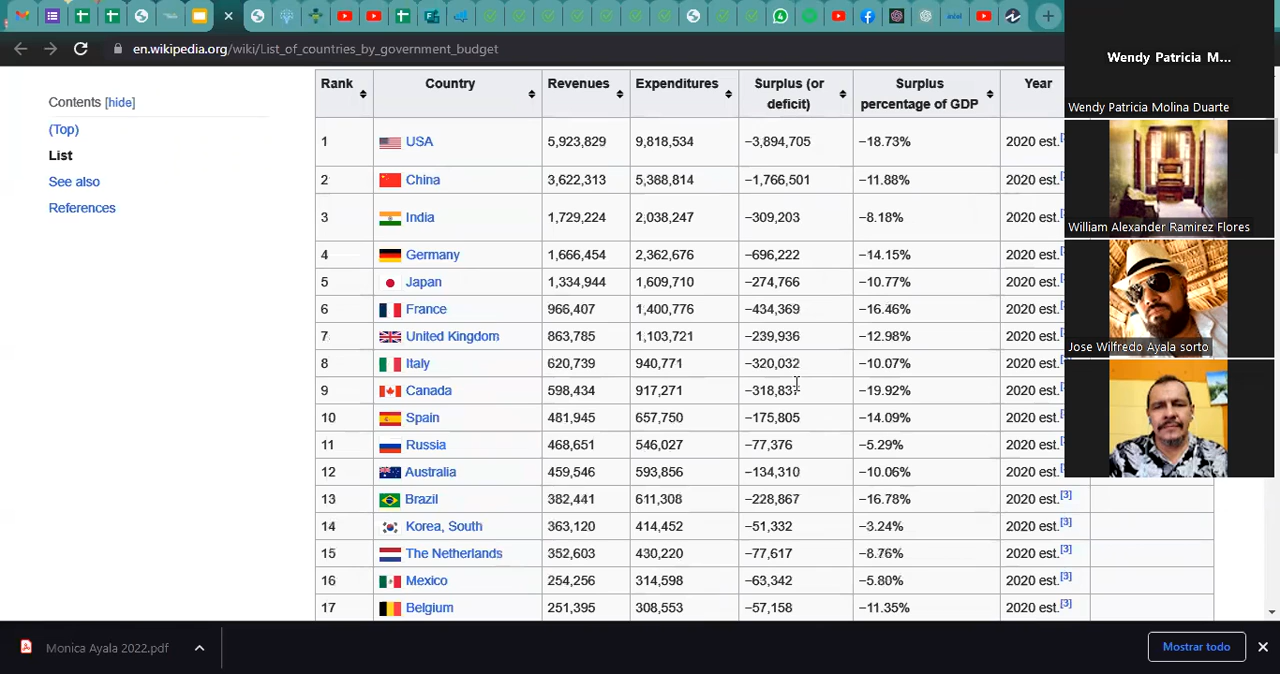 en.wikipedia.org/wiki/List_of_countries_by_government_budget
Contents [hide]
(Top)
List
See also
References
Rank Country Revenues Expenditures Surplus (or deficit) Surplus percentage of GDP Year
1 USA 5,923,829 9,818,534 −3,894,705 −18.73% 2020 est.
2 China 3,622,313 5,388,814 −1,766,501 −11.88% 2020 est.
3 India 1,729,224 2,038,247 −309,203 −8.18% 2020 est.
4 Germany 1,666,454 2,362,676 −696,222 −14.15% 2020 est.
5 Japan 1,334,944 1,609,710 −274,766 −10.77% 2020 est.
6 France 966,407 1,400,776 −434,369 −16.46% 2020 est.
7 United Kingdom 863,785 1,103,721 −239,936 −12.98% 2020 est.
8 Italy 620,739 940,771 −320,032 −10.07% 2020 est.
9 Canada 598,434 917,271 −318,837 −19.92% 2020 est.
10 Spain 481,945 657,750 −175,805 −14.09% 2020 est.
11 Russia 468,651 546,027 −77,376 −5.29% 2020 est.
12 Australia 459,546 593,856 −134,310 −10.06% 2020 est.
13 Brazil 382,441 611,308 −228,867 −16.78% 2020 est.[3]
14 Korea, South 363,120 414,452 −51,332 −3.24% 2020 est.[3]
15 The Netherlands 352,603 430,220 −77,617 −8.76% 2020 est.[3]
16 Mexico 254,256 314,598 −63,342 −5.80% 2020 est.[3]
17 Belgium 251,395 308,553 −57,158 −11.35% 2020 est.[3]
Wendy Patricia M...
Wendy Patricia Molina Duarte
William Alexander Ramirez Flores
Jose Wilfredo Ayala sorto
Monica Ayala 2022.pdf
Mostrar todo